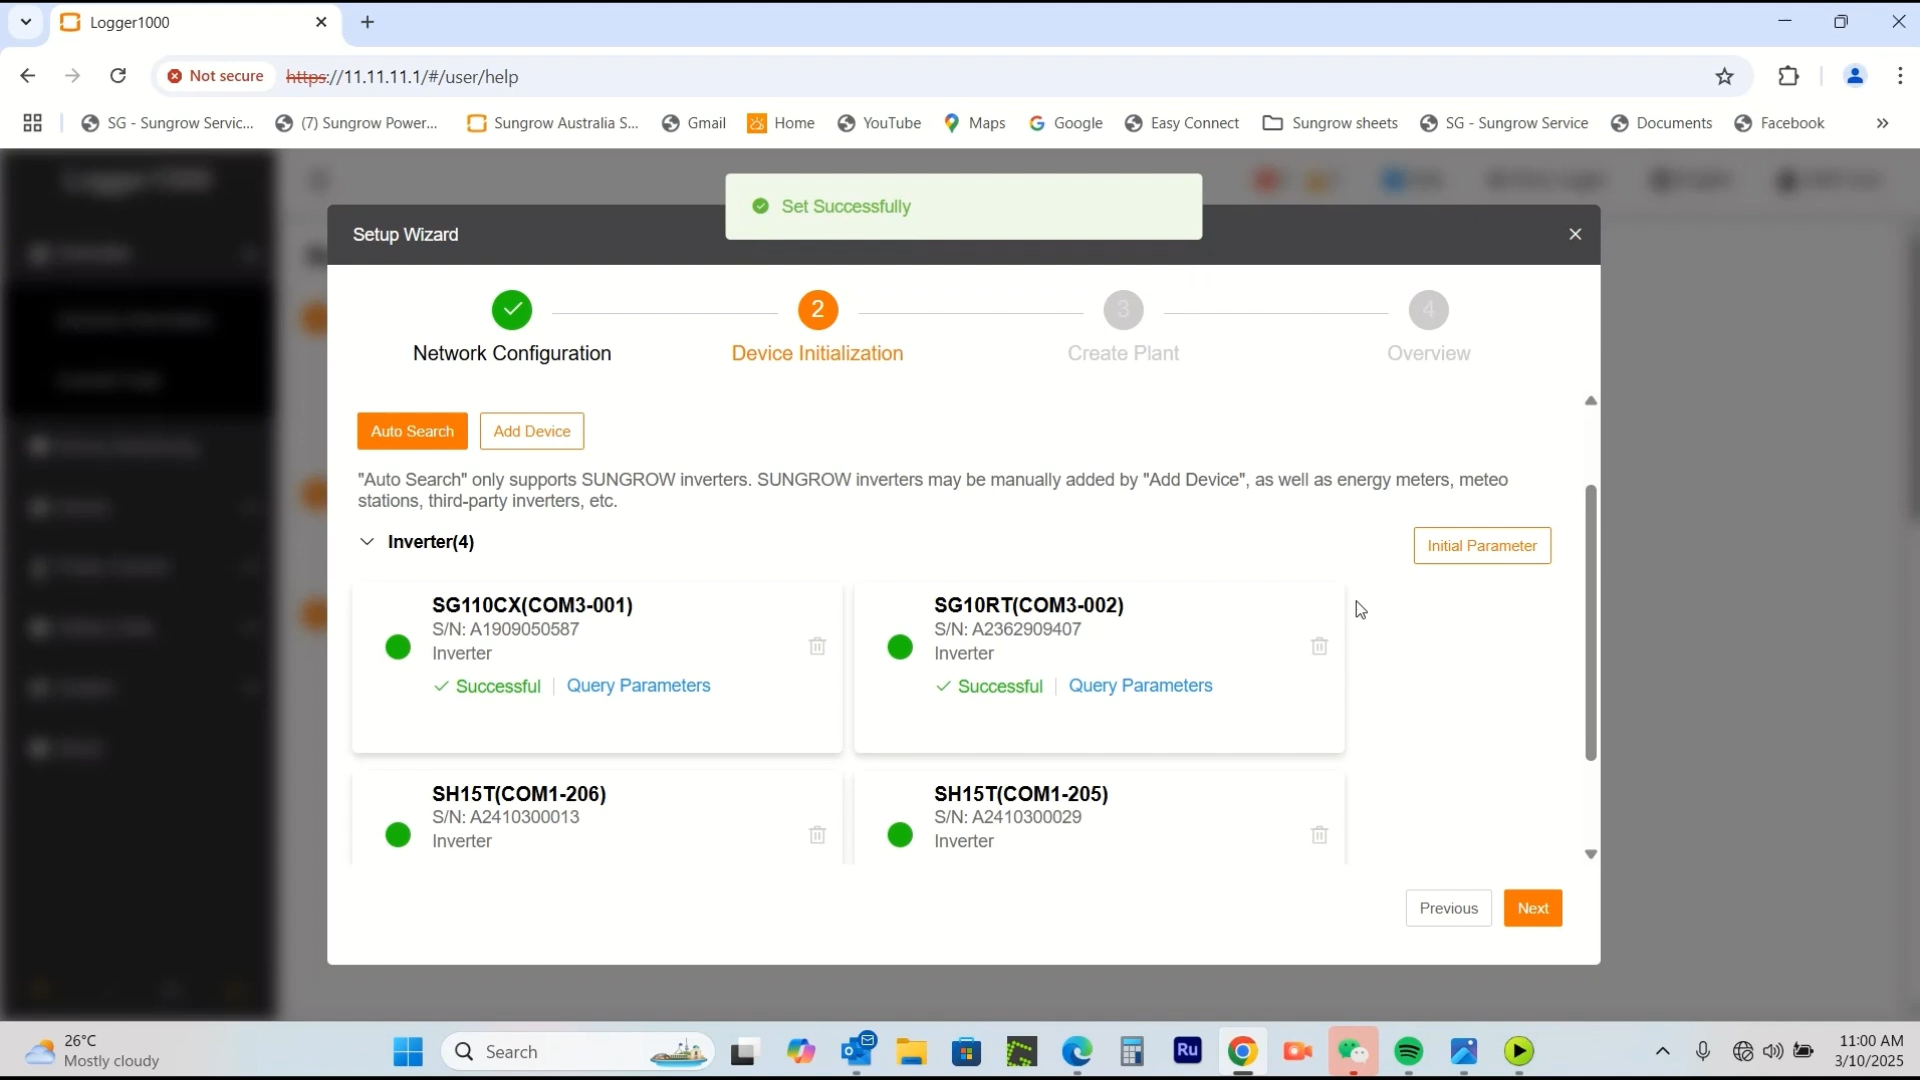 Logger1000
Not secure
https://11.11.11.1/#/user/help
SG - Sungrow Servic...
(7) Sungrow Power...
Sungrow Australia S...
Gmail
Home
YouTube
Maps
Google
Easy Connect
Sungrow sheets
SG - Sungrow Service
Documents
Facebook
Logger1000
Set Successfully
Setup Wizard
2
3
4
Network Configuration
Device Initialization
Create Plant
Overview
Auto Search
Add Device
"Auto Search" only supports SUNGROW inverters. SUNGROW inverters may be manually added by "Add Device", as well as energy meters, meteo
stations, third-party inverters, etc.
Inverter(4)
Initial Parameter
SG110CX(COM3-001)
S/N: A1909050587
Inverter
Successful
Query Parameters
SG10RT(COM3-002)
S/N: A2362909407
Inverter
Successful
Query Parameters
SH15T(COM1-206)
S/N: A2410300013
Inverter
SH15T(COM1-205)
S/N: A2410300029
Inverter
Previous
Next
26°C
Mostly cloudy
Search
Ru
11:00 AM
3/10/2025